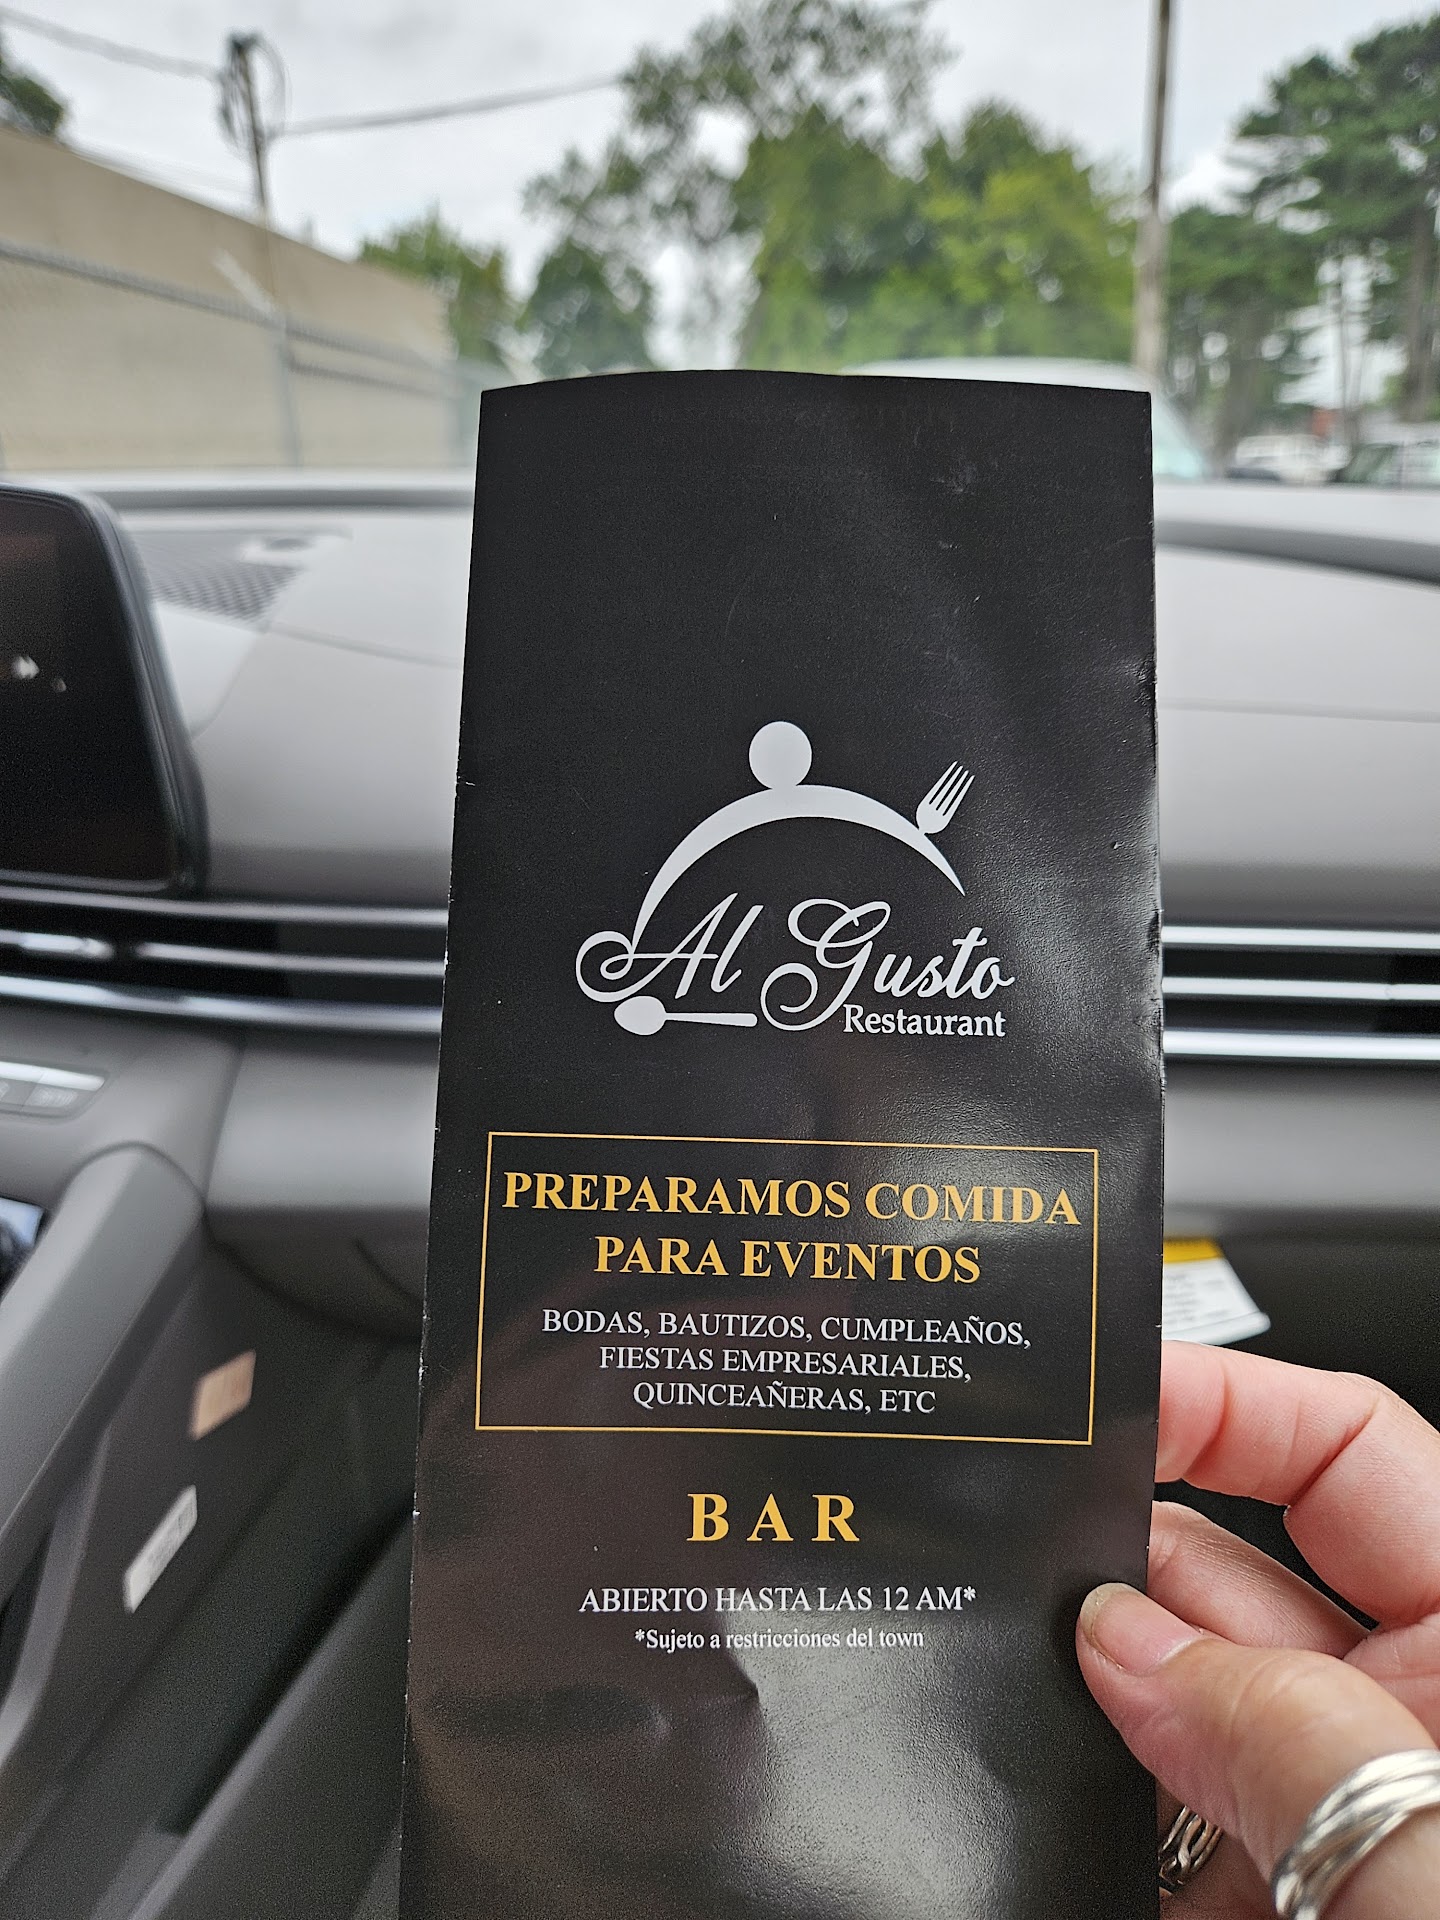 Al Gusto
Restaurant
PREPARAMOS COMIDA
PARA EVENTOS
BODAS, BAUTIZOS, CUMPLEAÑOS,
FIESTAS EMPRESARIALES,
QUINCEAÑERAS, ETC
BAR
ABIERTO HASTA LAS 12 AM*
*Sujeto a restricciones del town